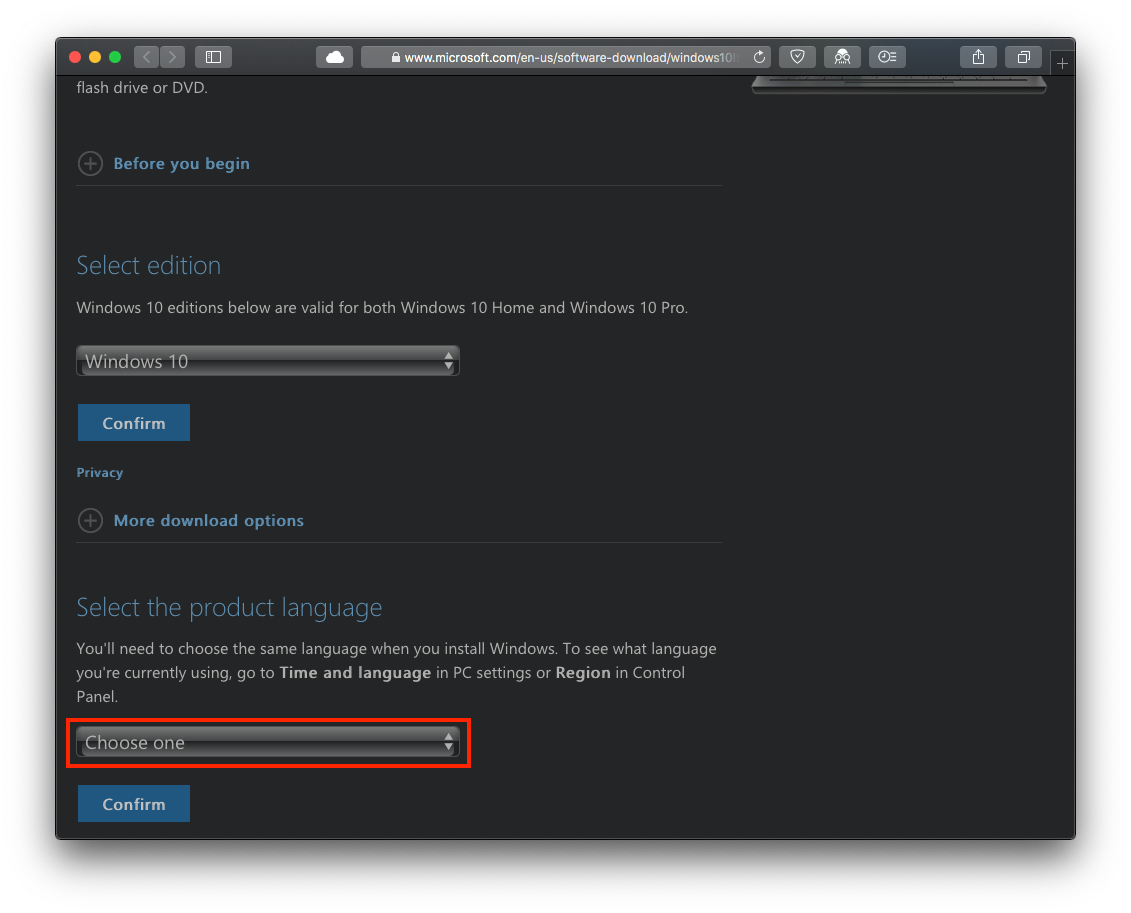 www.microsoft.com/en-us/software-download/windows10I
flash drive or DVD.
Before you begin
Select edition
Windows 10 editions below are valid for both Windows 10 Home and Windows 10 Pro.
Windows 10
Confirm
Privacy
More download options
Select the product language
You'll need to choose the same language when you install Windows. To see what language
you're currently using, go to Time and language in PC settings or Region in Control
Panel.
Choose one
Confirm